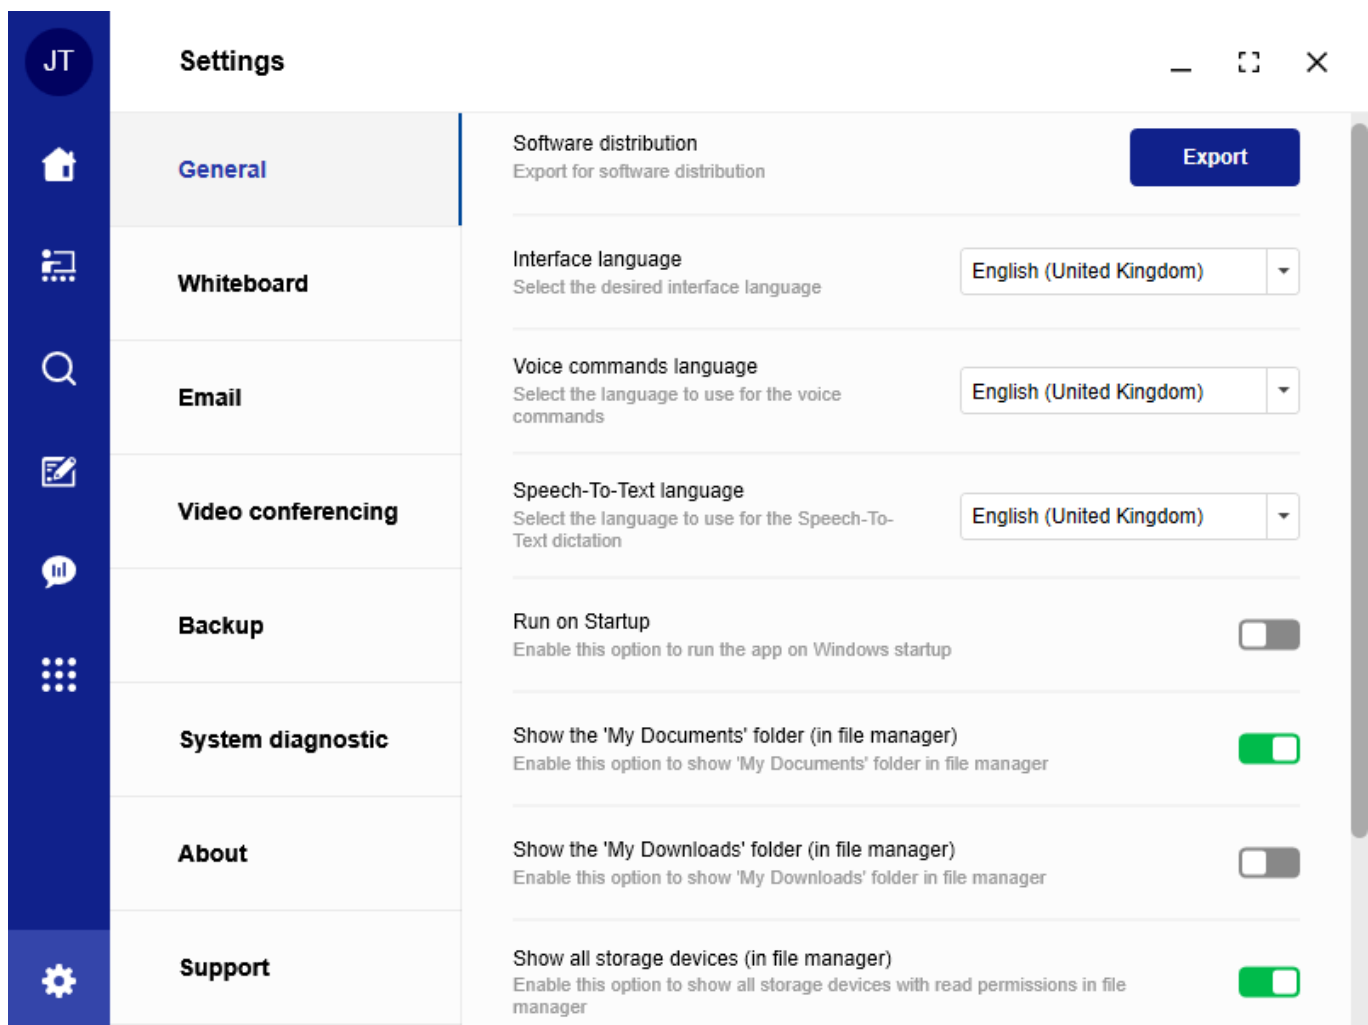 JT
Settings
General
Whiteboard
Email
Video conferencing
Backup
System diagnostic
About
Support
Software distribution
Export for software distribution
Export
Interface language
Select the desired interface language
English (United Kingdom)
Voice commands language
Select the language to use for the voice
commands
English (United Kingdom)
Speech-To-Text language
Select the language to use for the Speech-To-
Text dictation
English (United Kingdom)
Run on Startup
Enable this option to run the app on Windows startup
Show the 'My Documents' folder (in file manager)
Enable this option to show 'My Documents' folder in file manager
Show the 'My Downloads' folder (in file manager)
Enable this option to show 'My Downloads' folder in file manager
Show all storage devices (in file manager)
Enable this option to show all storage devices with read permissions in file
manager